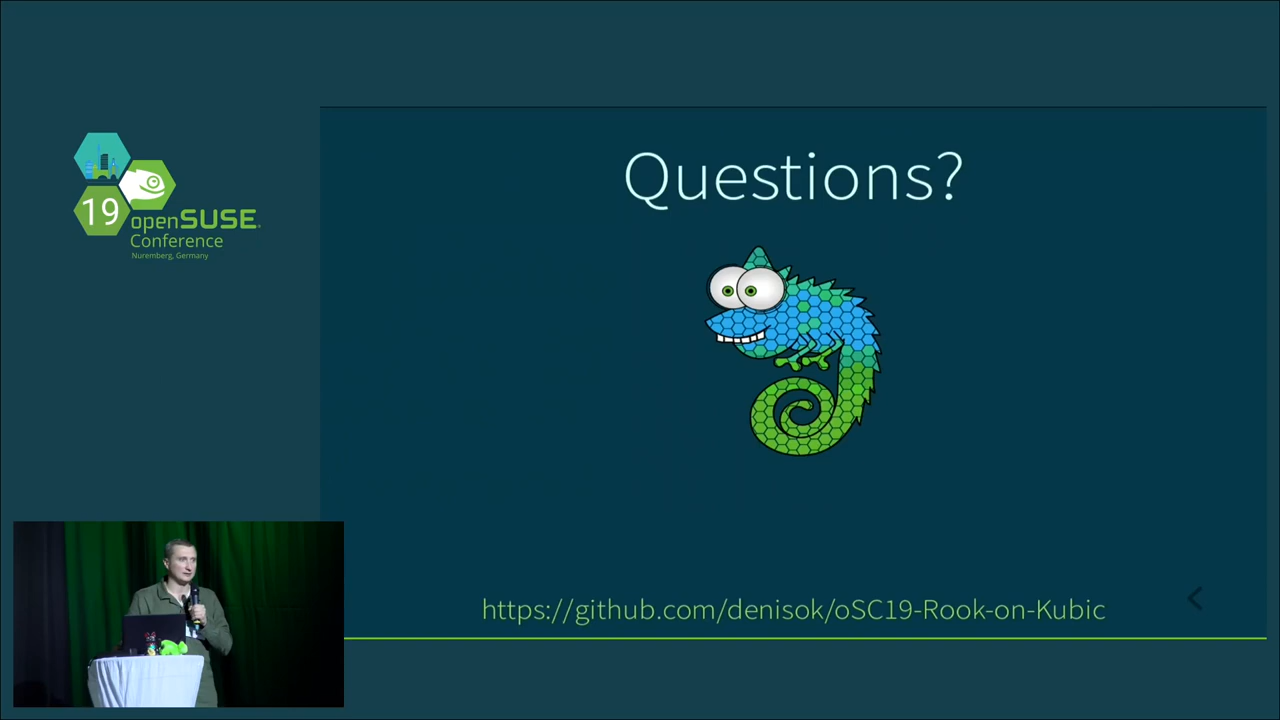 19
openSUSE
Conference
Nuremberg, Germany
Questions?
https://github.com/denisok/oSC19-Rook-on-Kubic